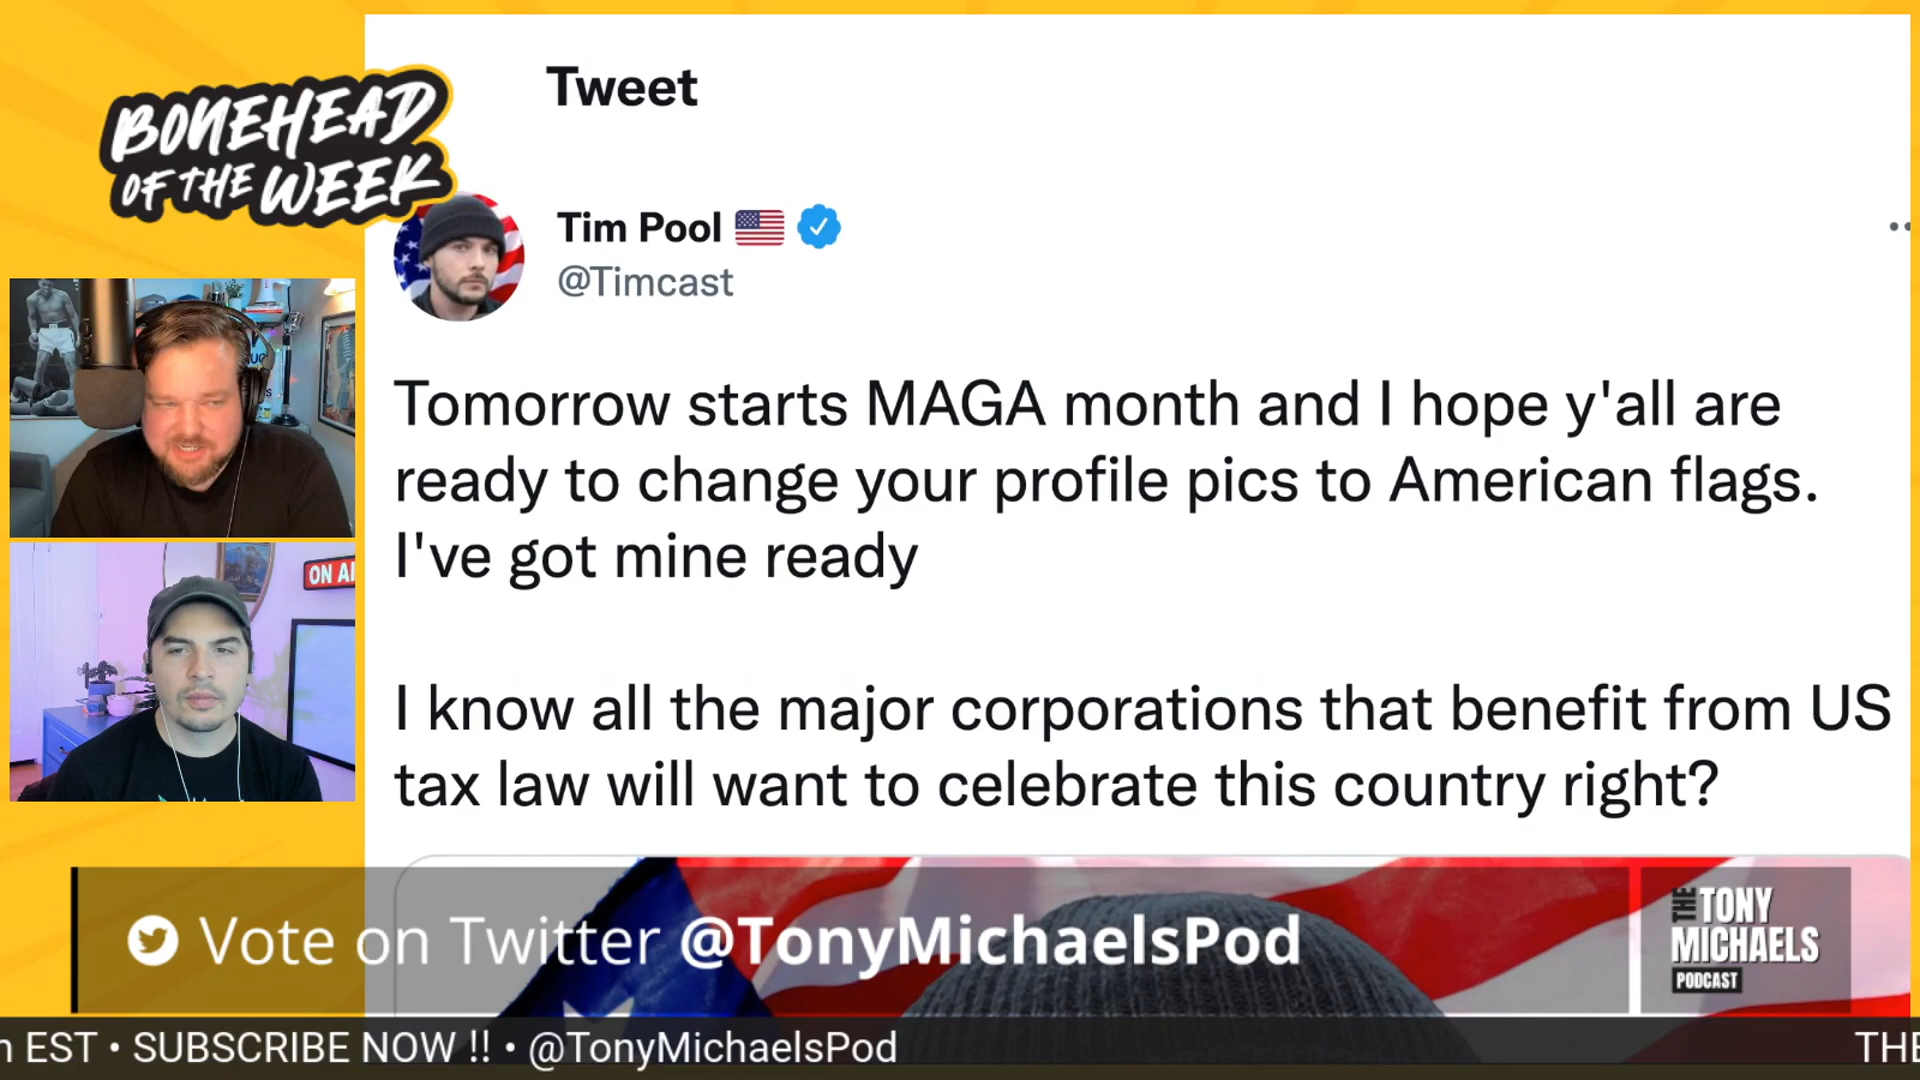 Tweet
BONEHEAD
OF THE WEEK
Tim Pool
@Timcast
Tomorrow starts MAGA month and I hope y'all are
ready to change your profile pics to American flags.
I've got mine ready
I know all the major corporations that benefit from US
tax law will want to celebrate this country right?
ON AI
Vote on Twitter @TonyMichaelsPod
THE TONY
MICHAELS
PODCAST
n EST • SUBSCRIBE NOW !! • @TonyMichaelsPod
THE